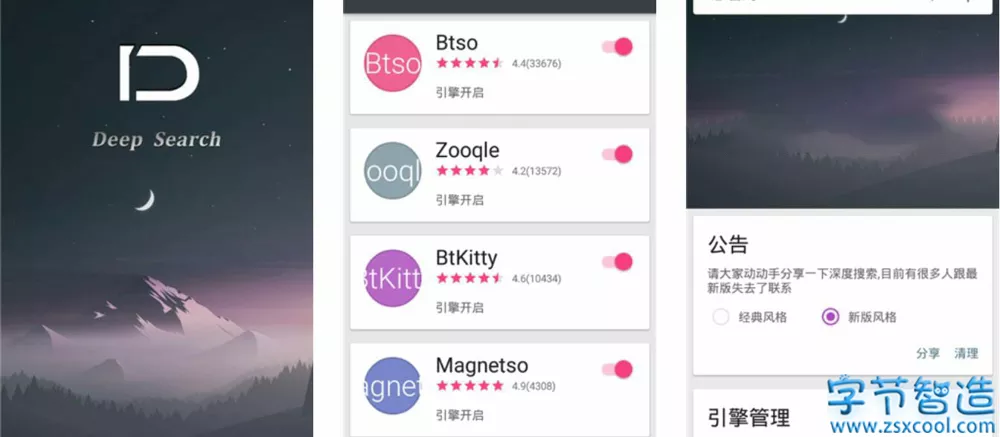 Deep Search
Btso
Btso
4.4(33676)
引擎开启
ooql
Zooqle
4.2(13572)
引擎开启
BtKitty
4.6(10434)
引擎开启
agnet
Magnetso
4.9(4308)
引擎开启
公告
请大家动动手分享一下深度搜索,目前有很多人跟最
新版失去了联系
经典风格
新版风格
分享 清理
引擎管理
字节智造
www.zsxcool.com